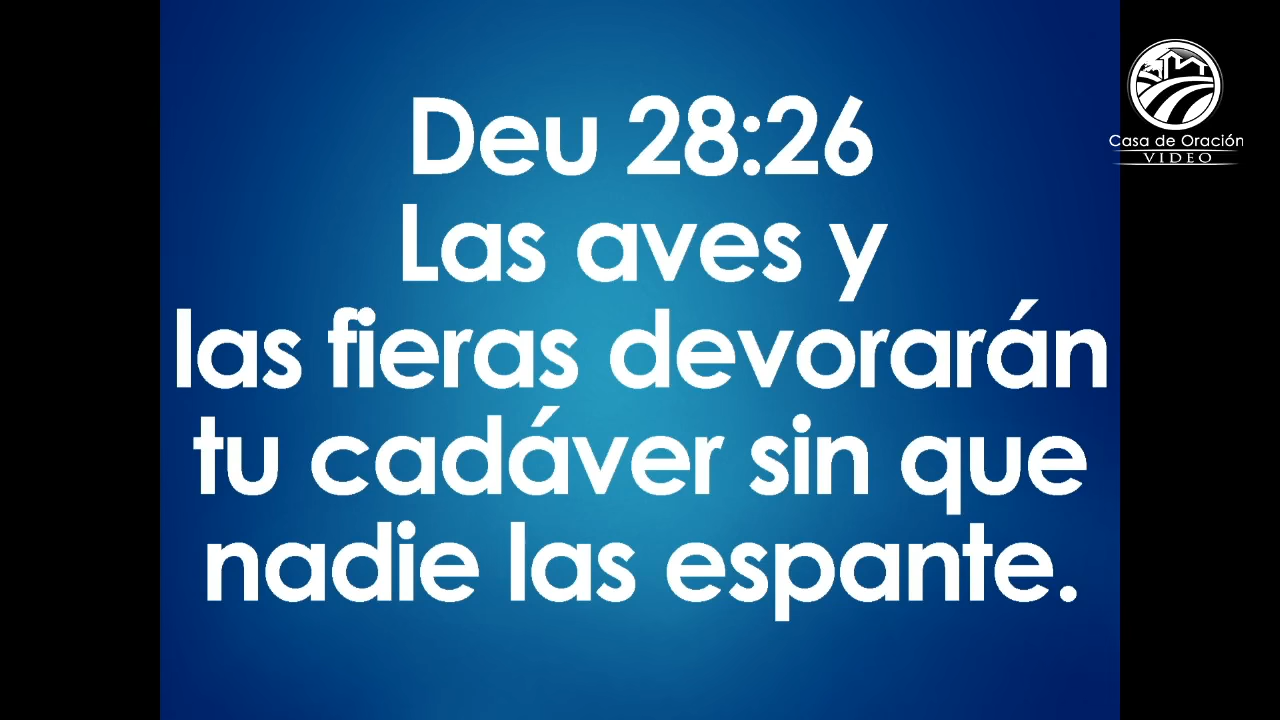 Deu 28:26
Las aves y
las fieras devorarán
tu cadáver sin que
nadie las espante.
Casa de Oración
VIDEO